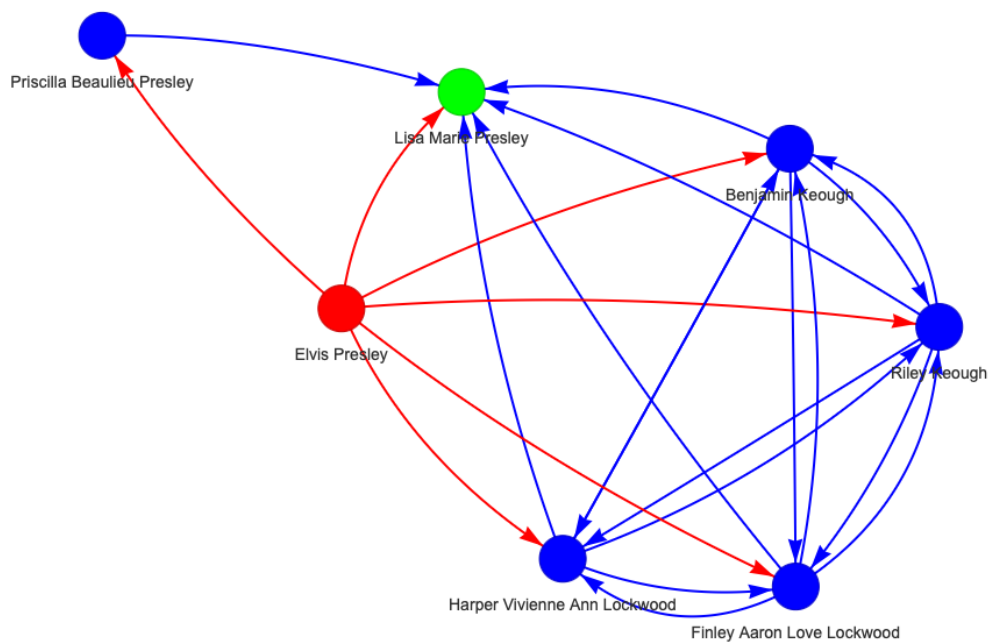 Priscilla Beaulieu Presley
Lisa Marie Presley
Benjamin Keough
Elvis Presley
Riley Keough
Harper Vivienne Ann Lockwood
Finley Aaron Love Lockwood